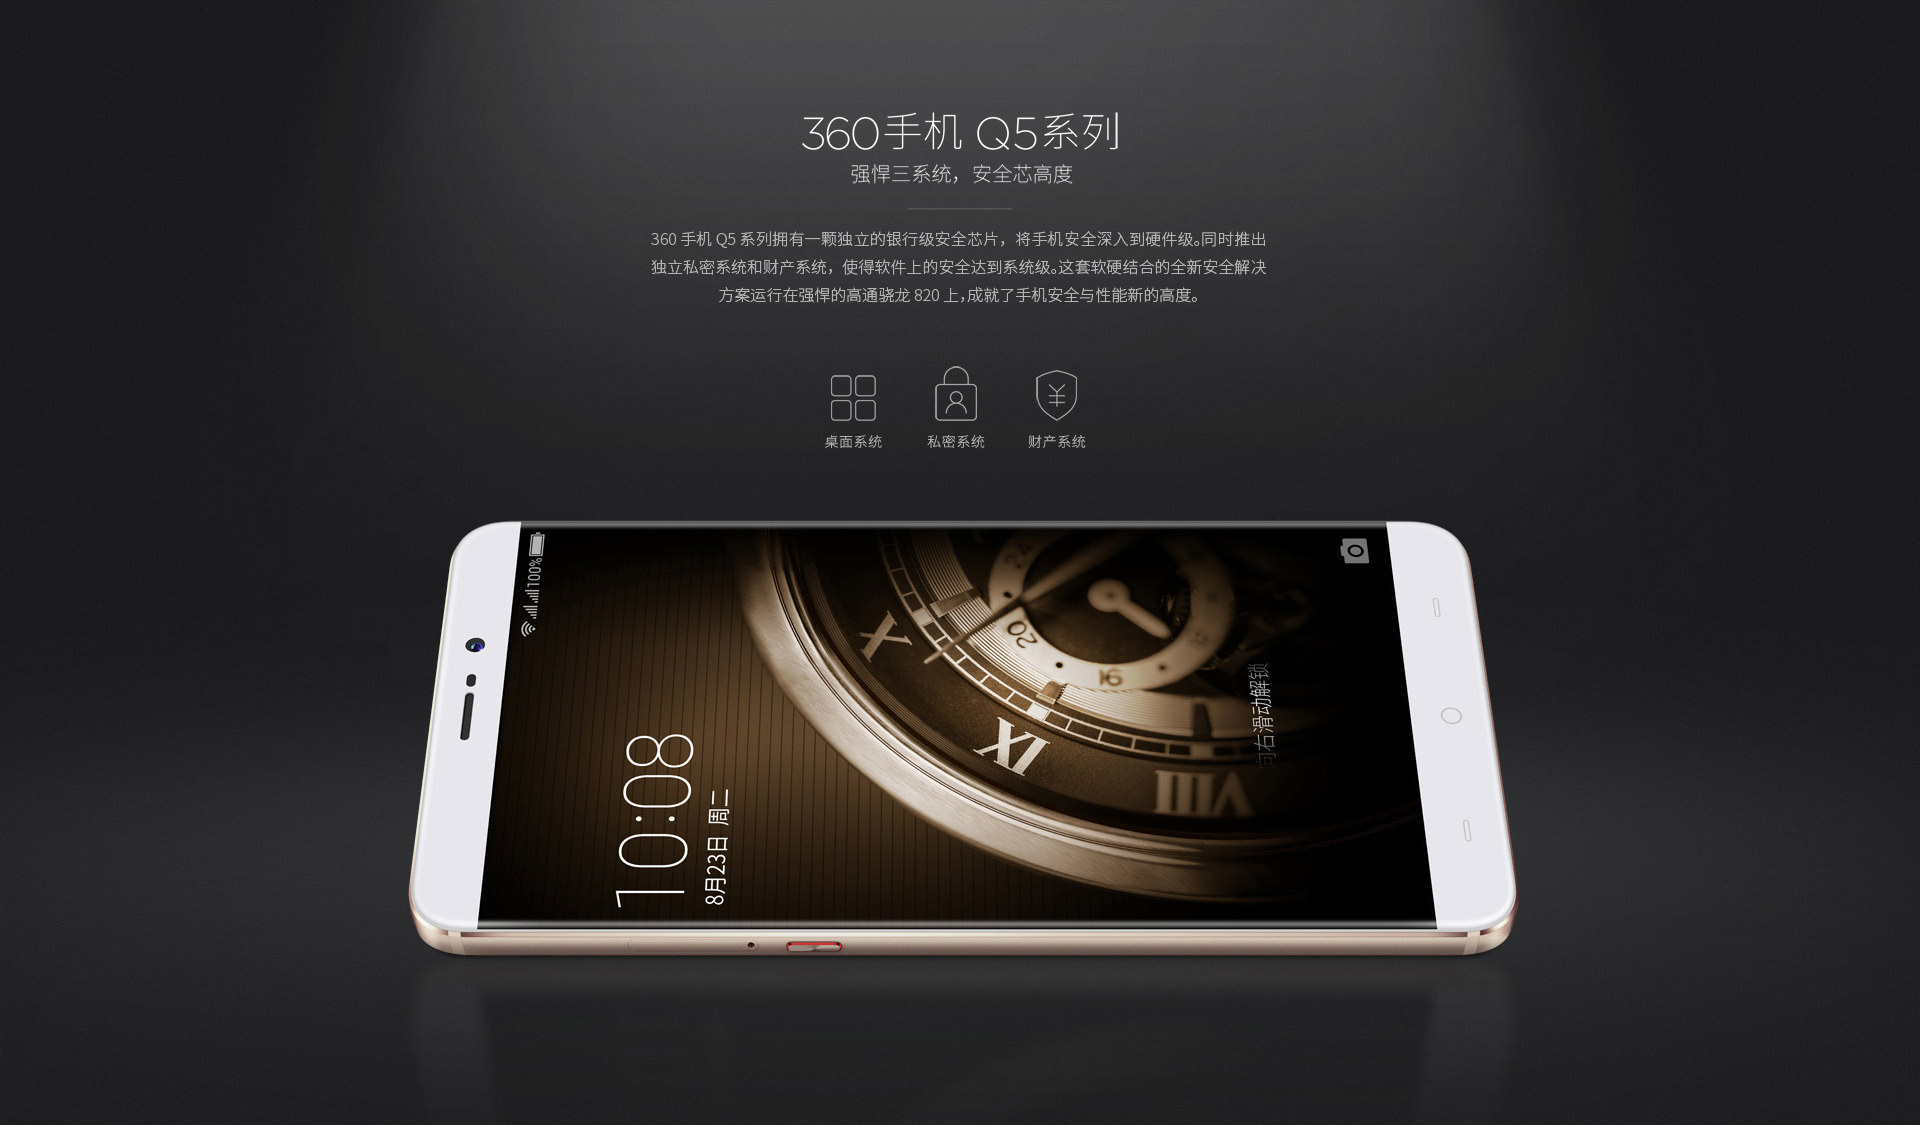 360手机 Q5系列
强悍三系统，安全芯高度
360 手机 Q5 系列拥有一颗独立的银行级安全芯片，将手机安全深入到硬件级。同时推出
独立私密系统和财产系统，使得软件上的安全达到系统级。这套软硬结合的全新安全解决
方案运行在强悍的高通骁龙 820 上，成就了手机安全与性能新的高度。
桌面系统 私密系统 财产系统
100%
10:08
8月23日 周二
X
IX
VIII
24
20
16
向右滑动解锁